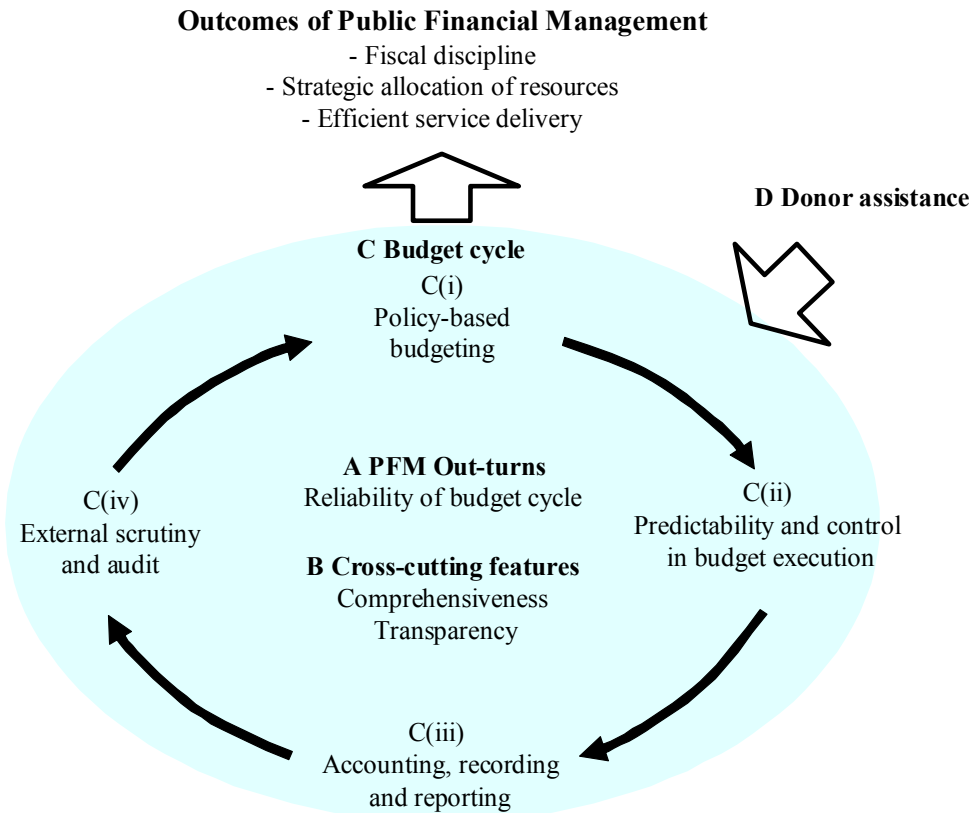 Outcomes of Public Financial Management
- Fiscal discipline
- Strategic allocation of resources
- Efficient service delivery
D Donor assistance
C Budget cycle
C(i)
Policy-based
budgeting
A PFM Out-turns
Reliability of budget cycle
B Cross-cutting features
Comprehensiveness
Transparency
C(ii)
Predictability and control
in budget execution
C(iii)
Accounting, recording
and reporting
C(iv)
External scrutiny
and audit